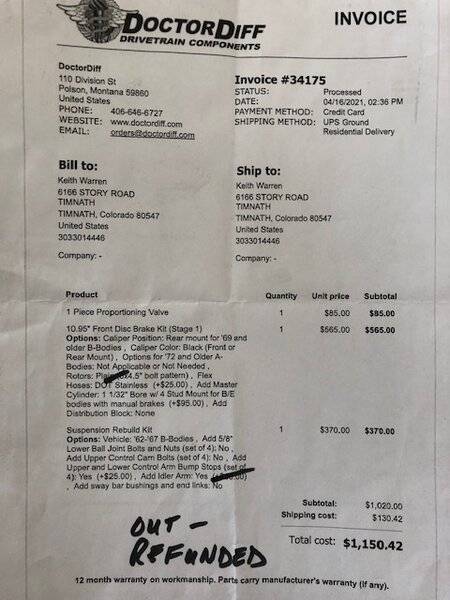 DOCTORDIFF
DRIVETRAIN COMPONENTS
INVOICE
DoctorDiff
110 Division St
Polson, Montana 59860
United States
PHONE: 406-646-6727
WEBSITE: www.doctordiff.com
EMAIL: orders@doctordiff.com
Invoice #34175
STATUS: Processed
DATE: 04/16/2021, 02:36 PM
PAYMENT METHOD: Credit Card
SHIPPING METHOD: UPS Ground
Residential Delivery
Bill to:
Keith Warren
6166 STORY ROAD
TIMNATH
TIMNATH, Colorado 80547
United States
3033014446
Company: -
Ship to:
Keith Warren
6166 STORY ROAD
TIMNATH
TIMNATH, Colorado 80547
United States
3033014446
Company: -
Product Quantity Unit price Subtotal
1 Piece Proportioning Valve 1 $85.00 $85.00
10.95" Front Disc Brake Kit (Stage 1) 1 $565.00 $565.00
Options: Caliper Position: Rear mount for '69 and
older B-Bodies , Caliper Color: Black (Front or
Rear Mount) , Options for '72 and Older A-
Bodies: Not Applicable or Not Needed ,
Rotors: 4.5" bolt pattern) , Flex
Hoses: DOT Stainless (+$25.00) , Add Master
Cylinder: 1 1/32" Bore w/ 4 Stud Mount for B/E
bodies with manual brakes (+$95.00) , Add
Distribution Block: None
Suspension Rebuild Kit 1 $370.00 $370.00
Options: Vehicle: '62-'67 B-Bodies , Add 5/8"
Lower Ball Joint Bolts and Nuts (set of 4): No ,
Add Upper Control Cam Bolts (set of 4): No , Add
Upper and Lower Control Arm Bump Stops (set of
4): Yes (+$25.00) , Add Idler Arm: Yes
, Add sway bar bushings and end links: No
Subtotal: $1,020.00
Shipping cost: $130.42
Total cost: $1,150.42
OUT -
REFUNDED
12 month warranty on workmanship. Parts carry manufacturer's warranty (if any).